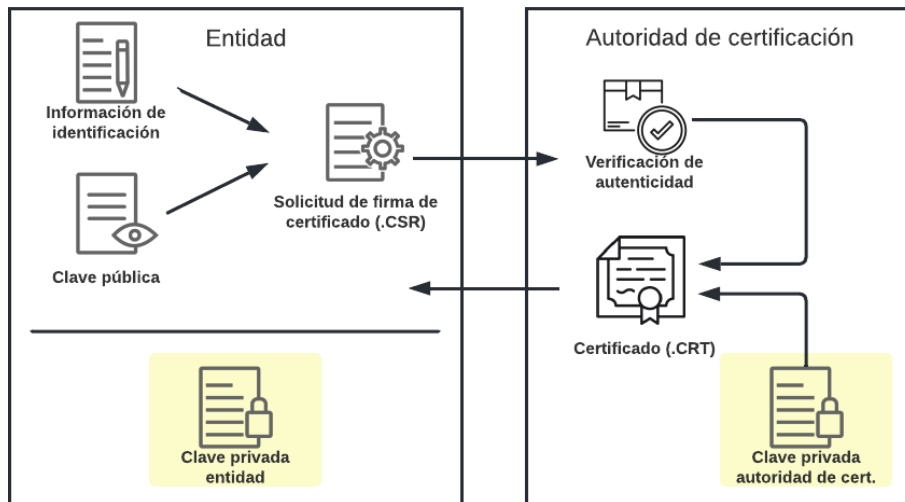 Entidad
Información de
identificación
Solicitud de firma de
certificado (.CSR)
Clave pública
Clave privada
entidad
Autoridad de certificación
Verificación de
autenticidad
Certificado (.CRT)
Clave privada
autoridad de cert.